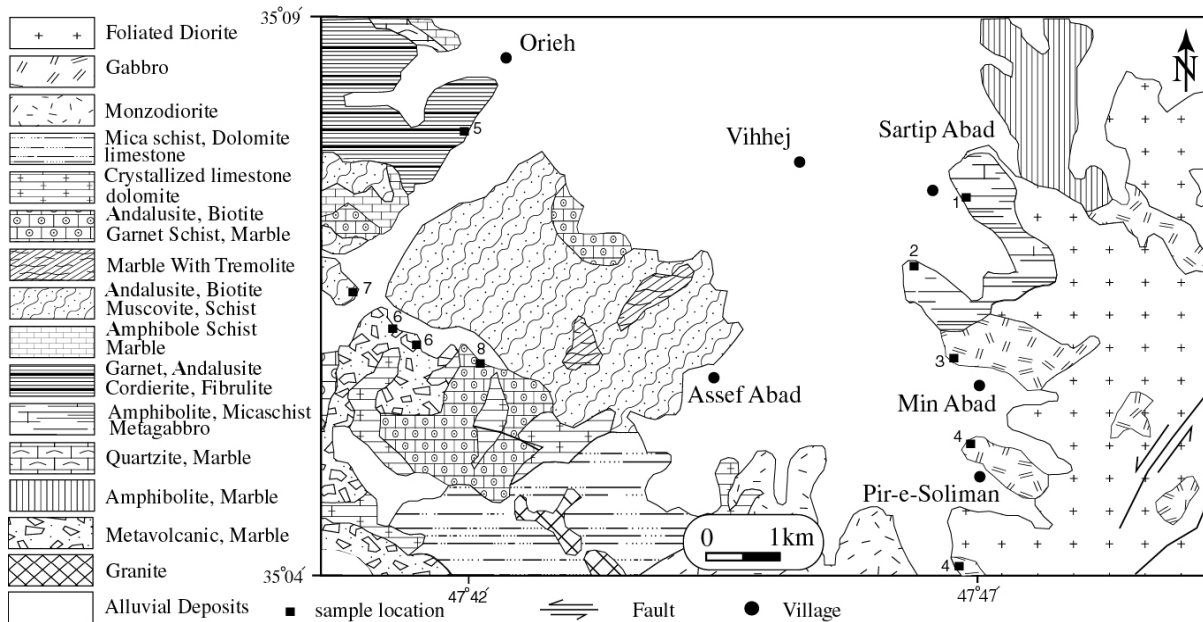 Foliated Diorite
Gabbro
Monzodiorite
Mica schist, Dolomite
limestone
Crystallized limestone
dolomite
Andalusite, Biotite
Garnet Schist, Marble
Marble With Tremolite
Andalusite, Biotite
Muscovite, Schist
Amphibole Schist
Marble
Garnet, Andalusite
Cordierite, Fibrulite
Amphibolite, Micaschist
Metagabbro
Quartzite, Marble
Amphibolite, Marble
Metavolcanic, Marble
Granite
Alluvial Deposits
sample location
Fault
Village
35°09′
35°04′
47°42′
47°47′
N
Orieh
5
Vihhej
Sartip Abad
1
2
7
6
6
8
3
Assef Abad
Min Abad
4
Pir-e-Soliman
0 1km
4